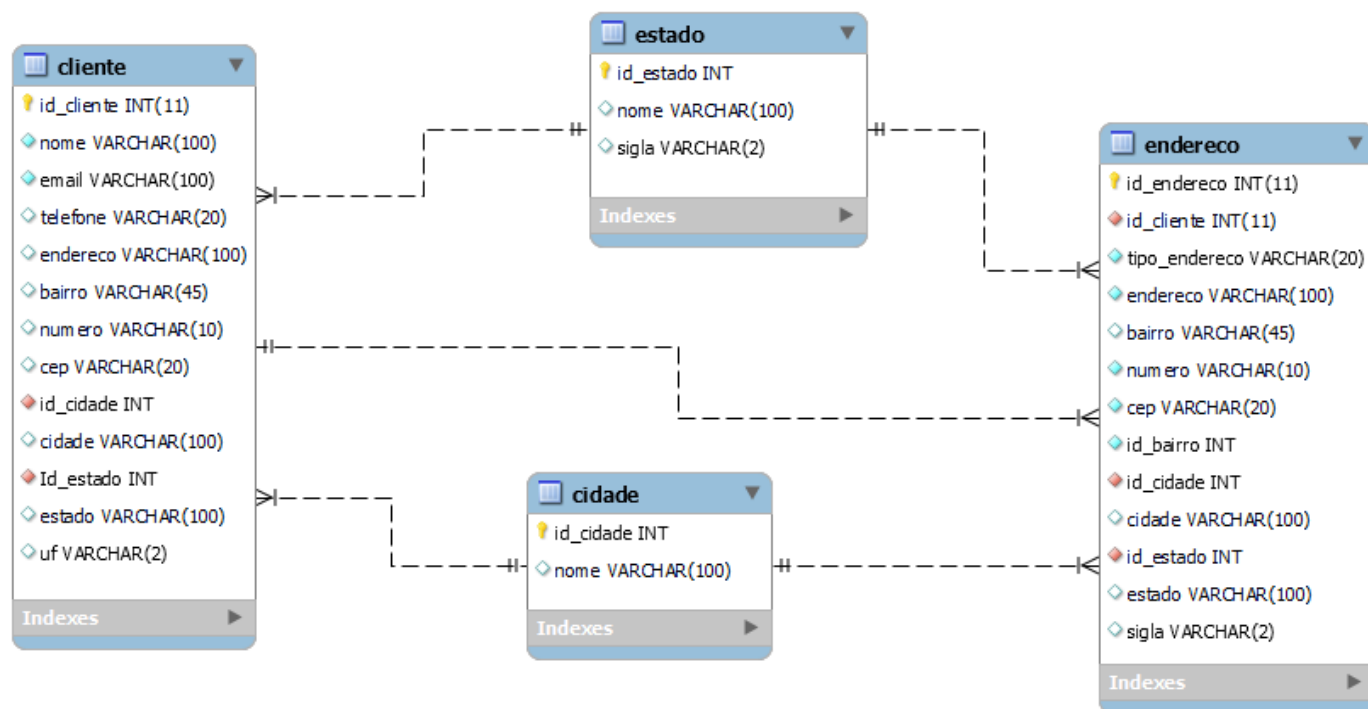 cliente
id_cliente INT(11)
nome VARCHAR(100)
email VARCHAR(100)
telefone VARCHAR(20)
endereco VARCHAR(100)
bairro VARCHAR(45)
numero VARCHAR(10)
cep VARCHAR(20)
id_cidade INT
cidade VARCHAR(100)
Id_estado INT
estado VARCHAR(100)
uf VARCHAR(2)
Indexes
estado
id_estado INT
nome VARCHAR(100)
sigla VARCHAR(2)
Indexes
cidade
id_cidade INT
nome VARCHAR(100)
Indexes
endereco
id_endereco INT(11)
id_cliente INT(11)
tipo_endereco VARCHAR(20)
endereco VARCHAR(100)
bairro VARCHAR(45)
numero VARCHAR(10)
cep VARCHAR(20)
id_bairro INT
id_cidade INT
cidade VARCHAR(100)
id_estado INT
estado VARCHAR(100)
sigla VARCHAR(2)
Indexes